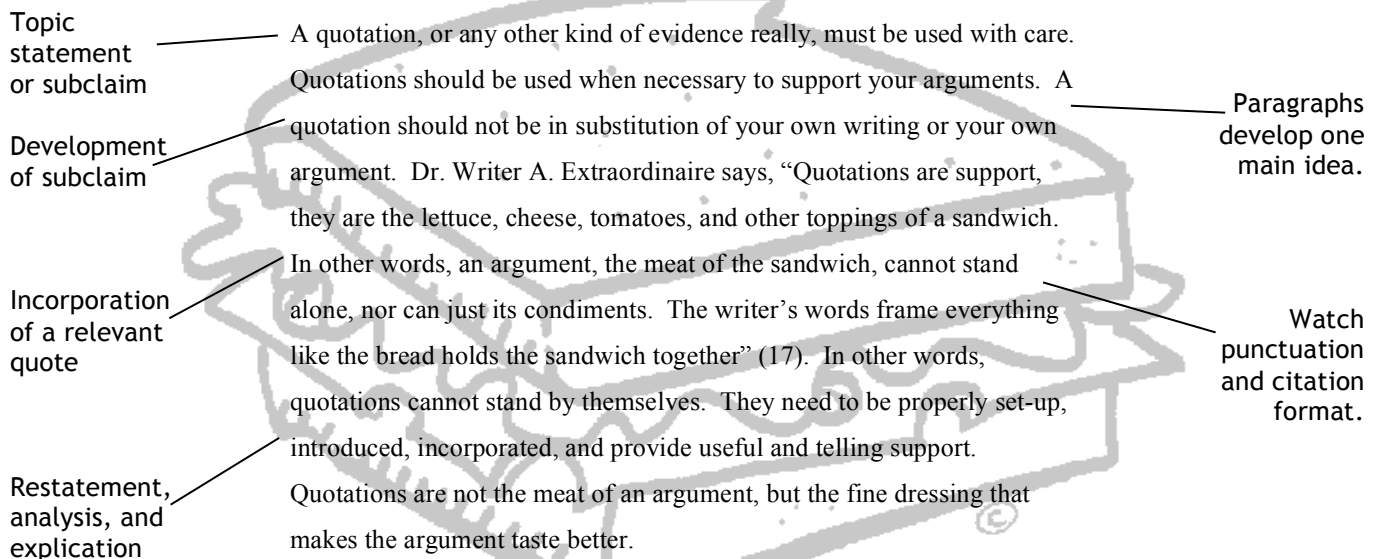 Topic
statement
or subclaim
Development
of subclaim
Incorporation
of a relevant
quote
Restatement,
analysis, and
explication
A quotation, or any other kind of evidence really, must be used with care.
Quotations should be used when necessary to support your arguments.  A
quotation should not be in substitution of your own writing or your own
argument.  Dr. Writer A. Extraordinaire says, “Quotations are support,
they are the lettuce, cheese, tomatoes, and other toppings of a sandwich.
In other words, an argument, the meat of the sandwich, cannot stand
alone, nor can just its condiments.  The writer’s words frame everything
like the bread holds the sandwich together” (17).  In other words,
quotations cannot stand by themselves.  They need to be properly set-up,
introduced, incorporated, and provide useful and telling support.
Quotations are not the meat of an argument, but the fine dressing that
makes the argument taste better.
Paragraphs
develop one
main idea.
Watch
punctuation
and citation
format.
©